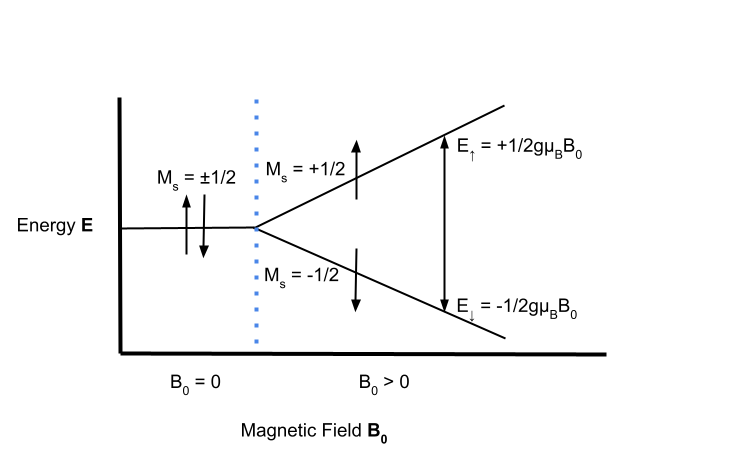 E↑ = +1/2gμBB0
Ms = +1/2
Ms = ±1/2
Energy E
Ms = -1/2
E↓ = -1/2gμBB0
B0 = 0
B0 > 0
Magnetic Field B0